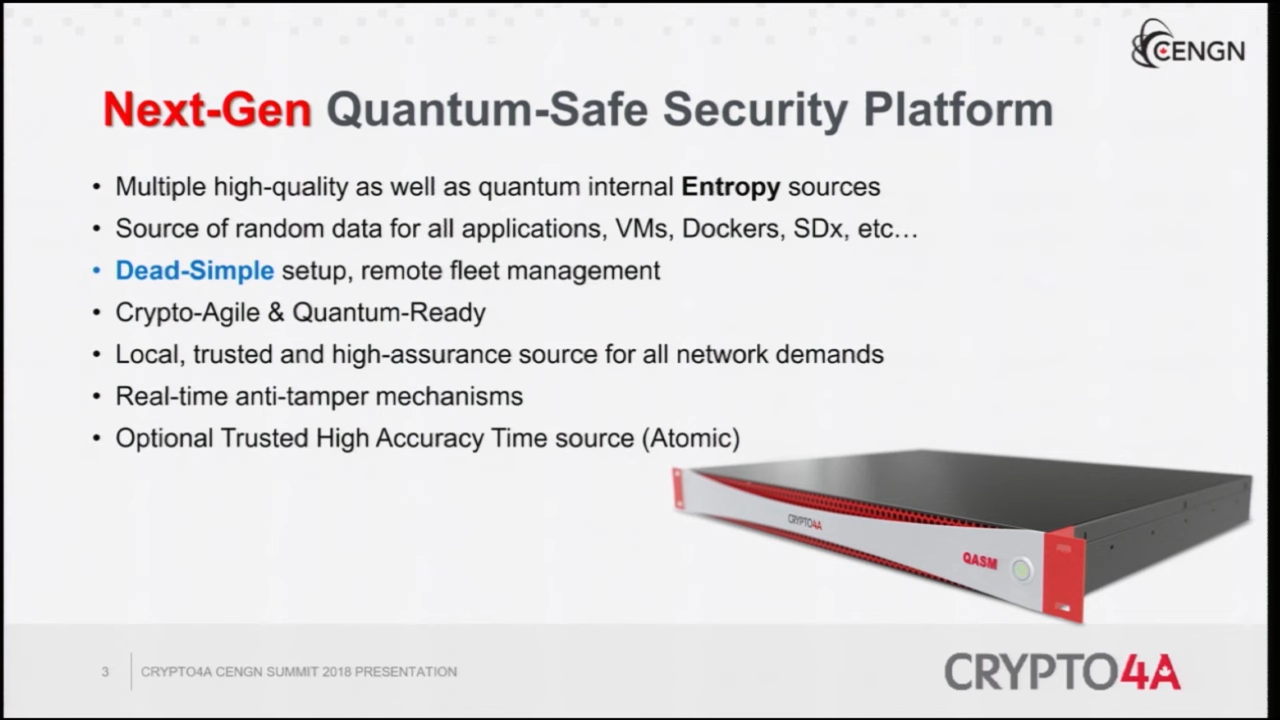 CENGN
Next-Gen Quantum-Safe Security Platform
• Multiple high-quality as well as quantum internal Entropy sources
• Source of random data for all applications, VMs, Dockers, SDx, etc…
• Dead-Simple setup, remote fleet management
• Crypto-Agile & Quantum-Ready
• Local, trusted and high-assurance source for all network demands
• Real-time anti-tamper mechanisms
• Optional Trusted High Accuracy Time source (Atomic)
CRYPTO4A
QASM
3
CRYPTO4A CENGN SUMMIT 2018 PRESENTATION
CRYPTO4A